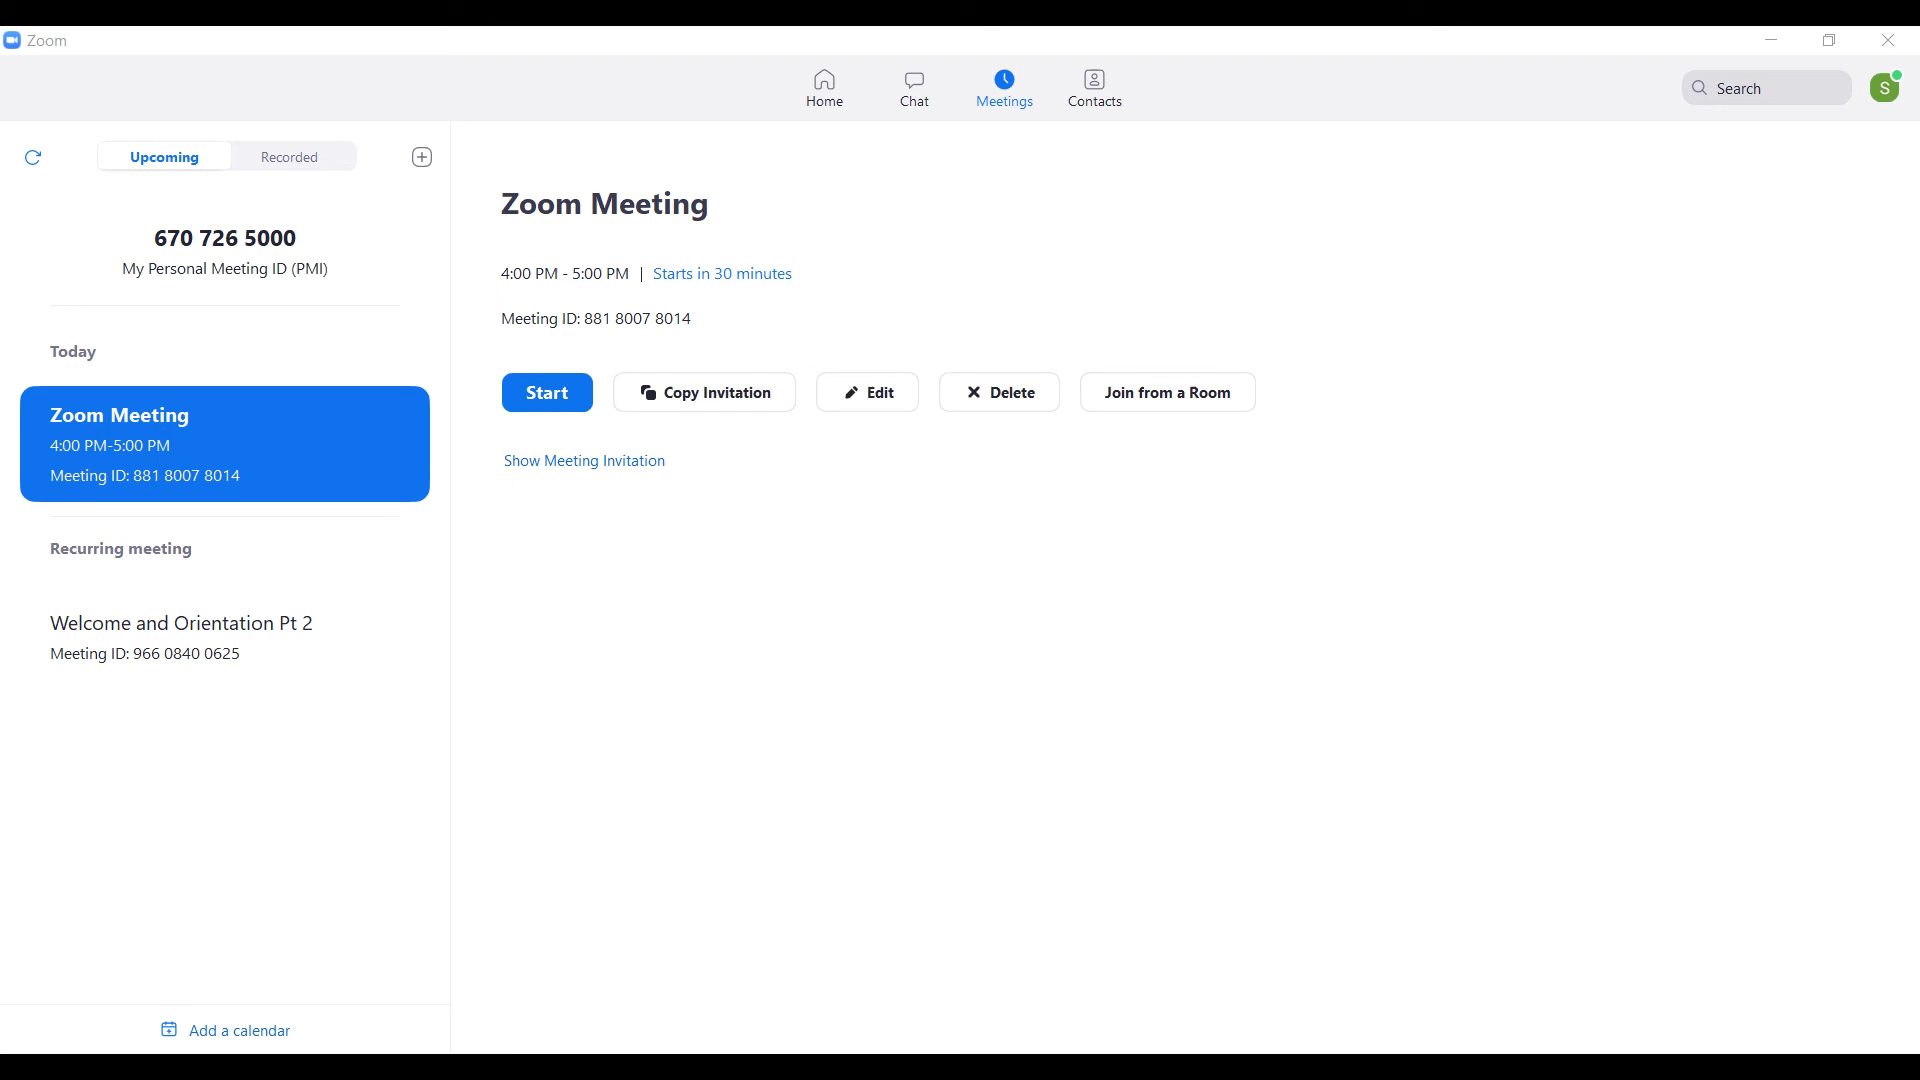 Zoom
Home
Chat
Meetings
Contacts
Search
S
Upcoming
Recorded
670 726 5000
My Personal Meeting ID (PMI)
Today
Zoom Meeting
4:00 PM-5:00 PM
Meeting ID: 881 8007 8014
Recurring meeting
Welcome and Orientation Pt 2
Meeting ID: 966 0840 0625
Add a calendar
Zoom Meeting
4:00 PM - 5:00 PM | Starts in 30 minutes
Meeting ID: 881 8007 8014
Start
Copy Invitation
Edit
Delete
Join from a Room
Show Meeting Invitation